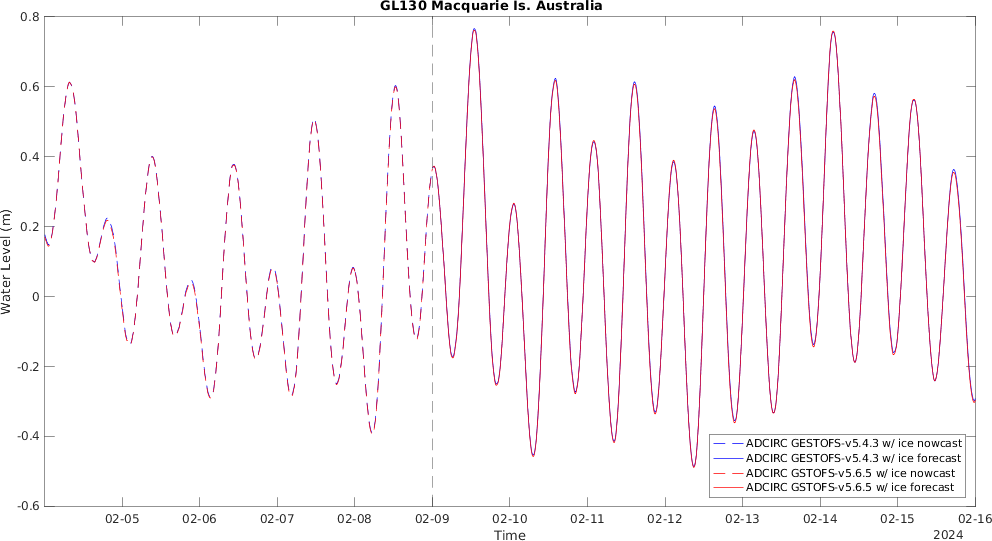 GL130 Macquarie Is. Australia
0.8
0.6
0.4
0.2
0
-0.2
-0.4
-0.6
Water Level (m)
ADCIRC GESTOFS-v5.4.3 w/ ice nowcast
ADCIRC GESTOFS-v5.4.3 w/ ice forecast
ADCIRC GSTOFS-v5.6.5 w/ ice nowcast
ADCIRC GSTOFS-v5.6.5 w/ ice forecast
02-05 02-06 02-07 02-08 02-09 02-10 02-11 02-12 02-13 02-14 02-15 02-16
Time
2024